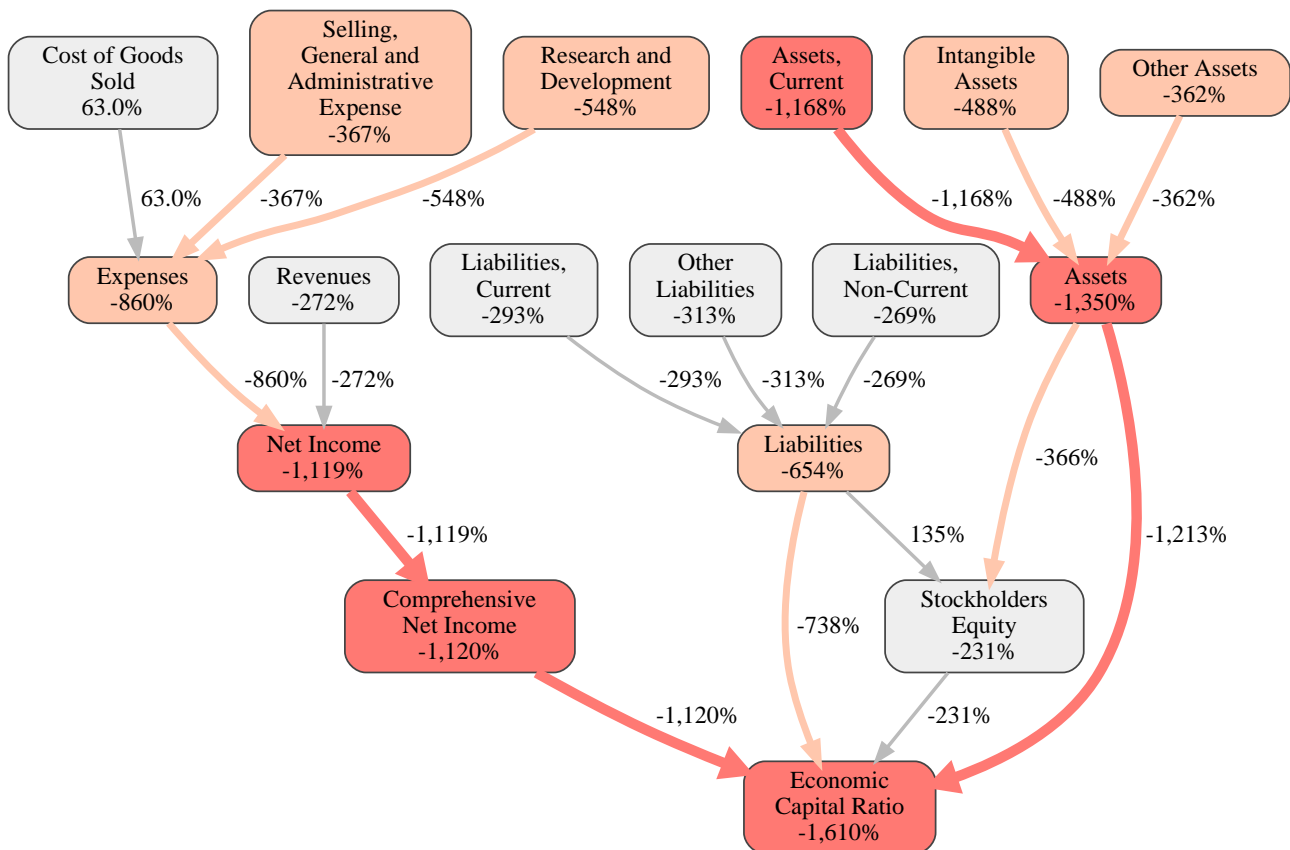 Cost of Goods
Sold
63.0%
Selling,
General and
Administrative
Expense
-367%
Research and
Development
-548%
Assets,
Current
-1,168%
Intangible
Assets
-488%
Other Assets
-362%
63.0%
-367%
-548%
-1,168%
-488%
-362%
Expenses
-860%
Revenues
-272%
Liabilities,
Current
-293%
Other
Liabilities
-313%
Liabilities,
Non-Current
-269%
Assets
-1,350%
-860%
-272%
-293%
-313%
-269%
Net Income
-1,119%
Liabilities
-654%
-366%
-1,119%
135%
-1,213%
Comprehensive
Net Income
-1,120%
-738%
Stockholders
Equity
-231%
-1,120%
-231%
Economic
Capital Ratio
-1,610%